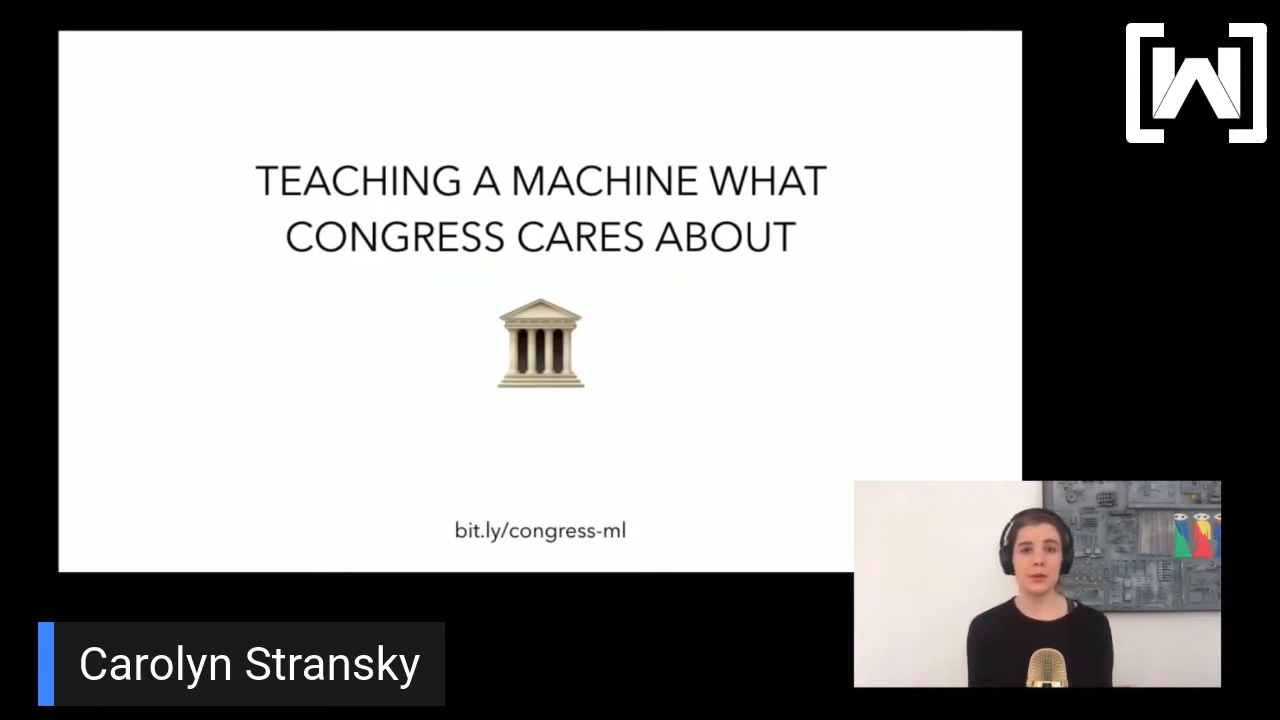 TEACHING A MACHINE WHAT
CONGRESS CARES ABOUT
bit.ly/congress-ml
Carolyn Stransky
[W]